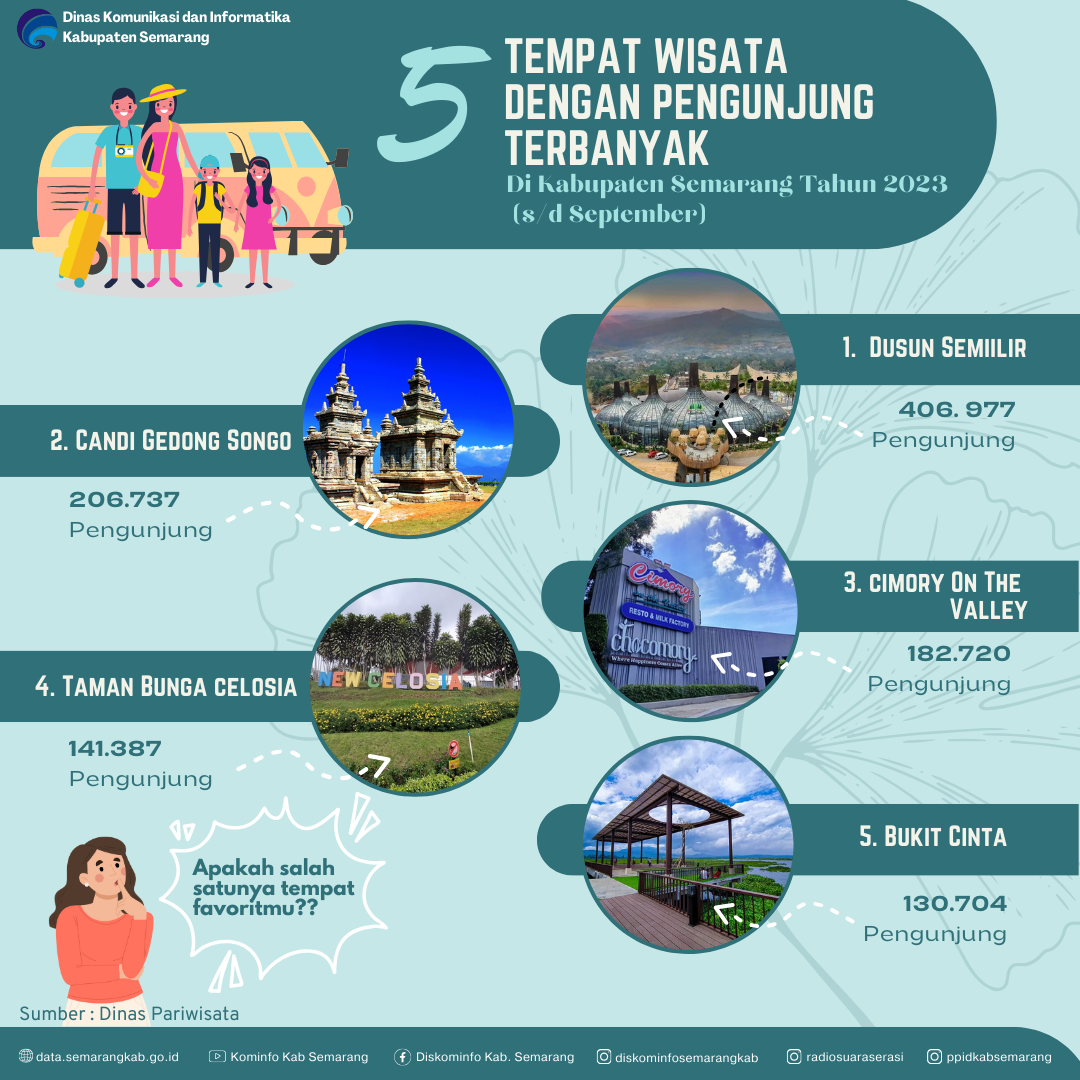 Dinas Komunikasi dan Informatika
Kabupaten Semarang
5
TEMPAT WISATA
DENGAN PENGUNJUNG
TERBANYAK
Di Kabupaten Semarang Tahun 2023
(s/d September)
1. DUSUN SEMIILIR
406. 977
Pengunjung
2. CANDI GEDONG SONGO
206.737
Pengunjung
3. CIMORY ON THE
VALLEY
182.720
Pengunjung
Cimory
RESTO & MILK FACTORY
chocomory
Where Happiness Comes Alive
4. TAMAN BUNGA CELOSIA
141.387
Pengunjung
NEW CELOSIA
5. BUKIT CINTA
130.704
Pengunjung
Apakah salah
satunya tempat
favoritmu??
Sumber : Dinas Pariwisata
data.semarangkab.go.id
Kominfo Kab Semarang
Diskominfo Kab. Semarang
diskominfosemarangkab
radiosuaraserasi
ppidkabsemarang